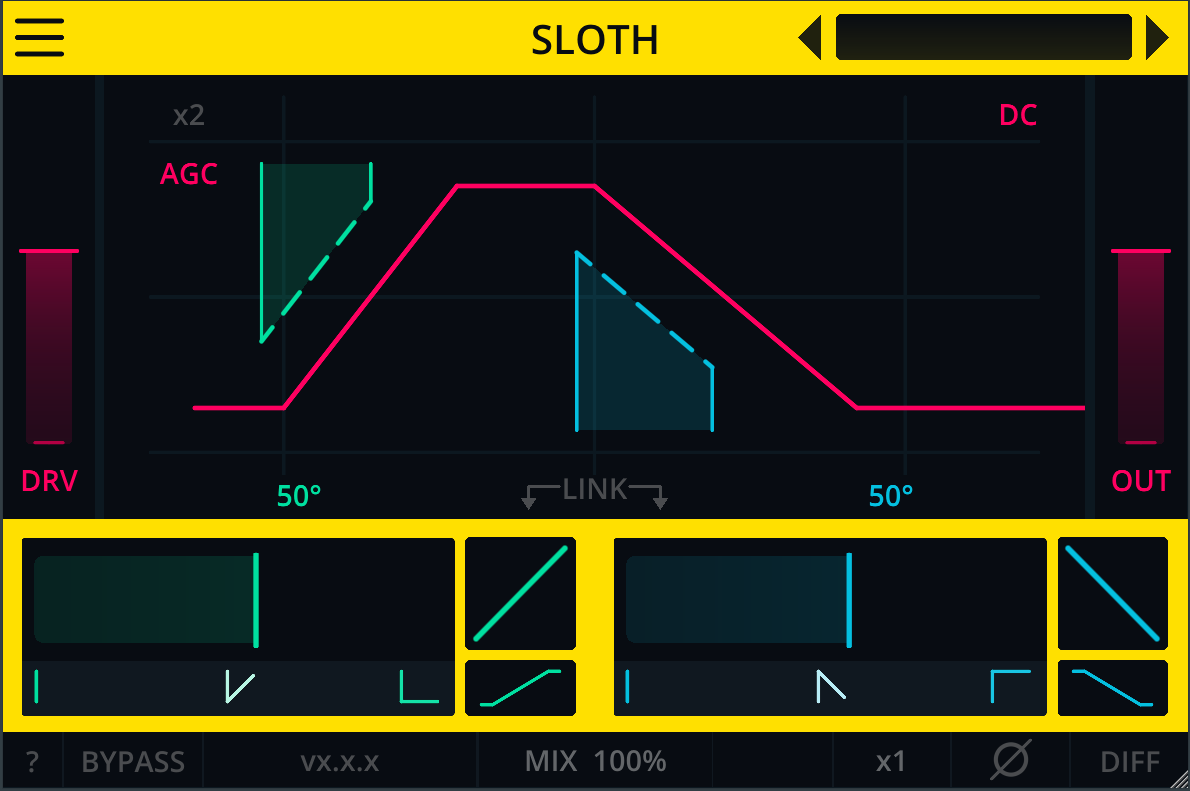 SLOTH
x2
DC
AGC
DRV
OUT
50°
LINK
50°
? BYPASS vx.x.x MIX 100% x1 Ø DIFF